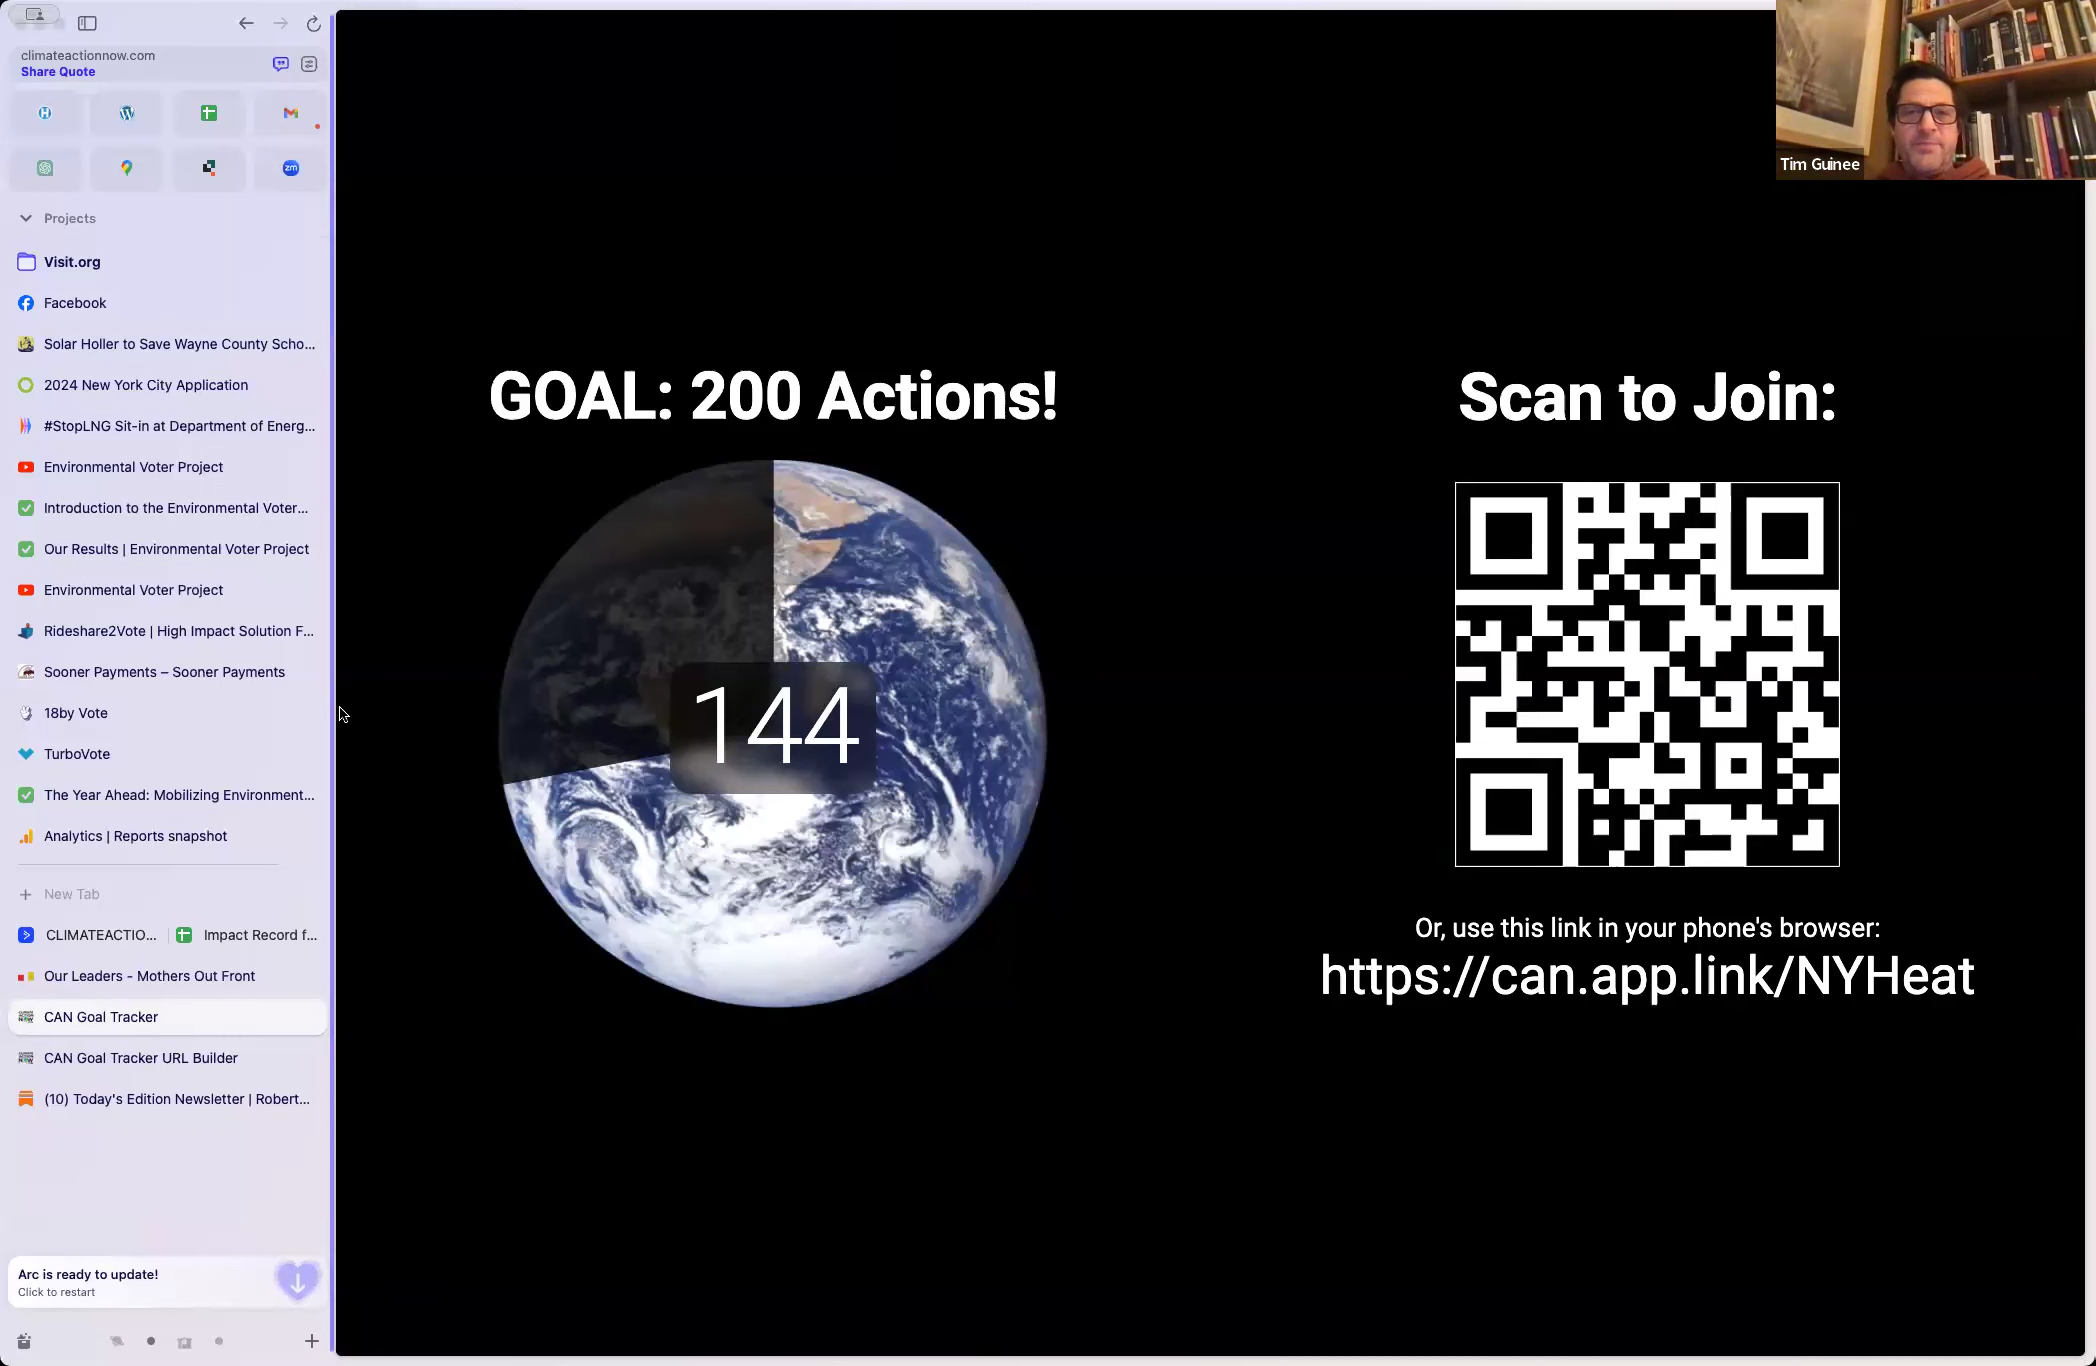 climateactionnow.com
Share Quote
zm
Projects
Visit.org
Facebook
Solar Holler to Save Wayne County Scho...
2024 New York City Application
#StopLNG Sit-in at Department of Energ...
Environmental Voter Project
Introduction to the Environmental Voter...
Our Results | Environmental Voter Project
Environmental Voter Project
Rideshare2Vote | High Impact Solution F...
Sooner Payments – Sooner Payments
18by Vote
TurboVote
The Year Ahead: Mobilizing Environment...
Analytics | Reports snapshot
New Tab
CLIMATEACTIO... Impact Record f...
Our Leaders - Mothers Out Front
CAN Goal Tracker
CAN Goal Tracker URL Builder
(10) Today's Edition Newsletter | Robert...
Arc is ready to update!
Click to restart
GOAL: 200 Actions!
144
Scan to Join:
Or, use this link in your phone's browser:
https://can.app.link/NYHeat
Tim Guinee